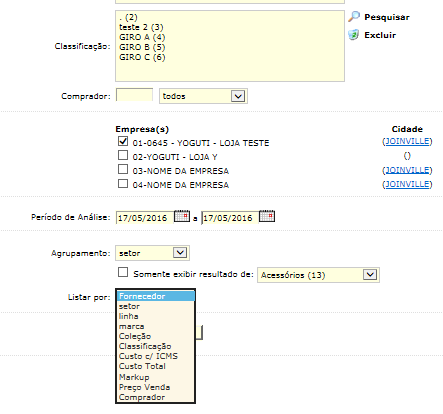 . (2)
teste 2 (3)
GIRO A (4)
GIRO B (5)
GIRO C (6)
Classificação:
Pesquisar
Excluir
Comprador: todos
Empresa(s) Cidade
01-0645 - YOGUTI - LOJA TESTE (JOINVILLE)
02-YOGUTI - LOJA Y ()
03-NOME DA EMPRESA (JOINVILLE)
04-NOME DA EMPRESA (JOINVILLE)
Período de Análise: 17/05/2016 a 17/05/2016
Agrupamento: setor
Somente exibir resultado de: Acessórios (13)
Listar por: Fornecedor
setor
linha
marca
Coleção
Classificação
Custo c/ ICMS
Custo Total
Markup
Preço Venda
Comprador